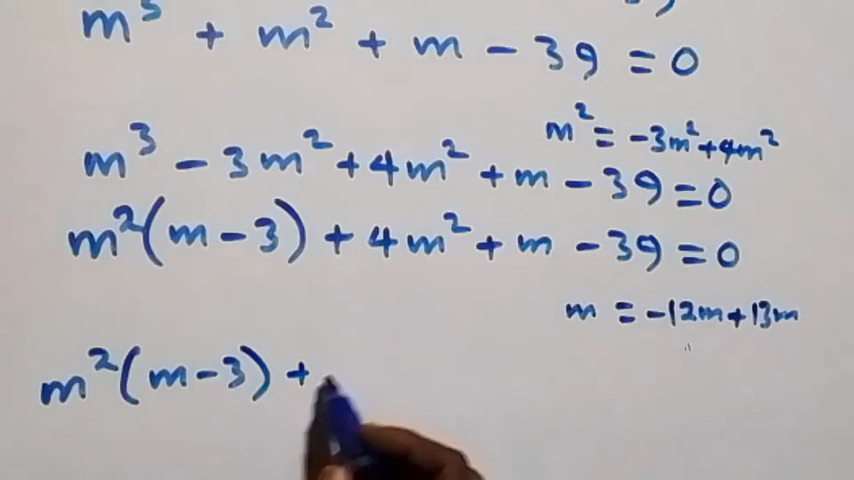 m³ + m² + m - 39 = 0
m² = -3m² + 4m²
m³ - 3m² + 4m² + m - 39 = 0
m²(m - 3) + 4m² + m - 39 = 0
m = -12m + 13m
m²(m - 3) +